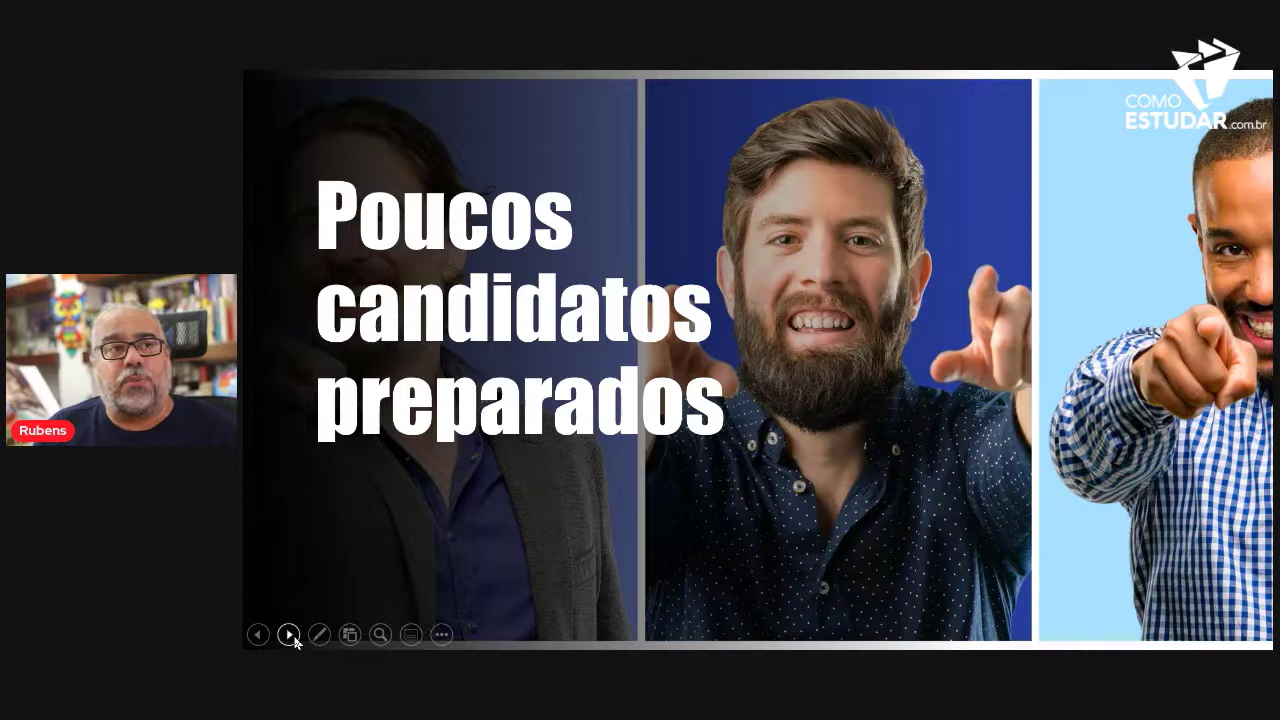 COMO
ESTUDAR.com.br
Poucos
candidatos
preparados
Rubens